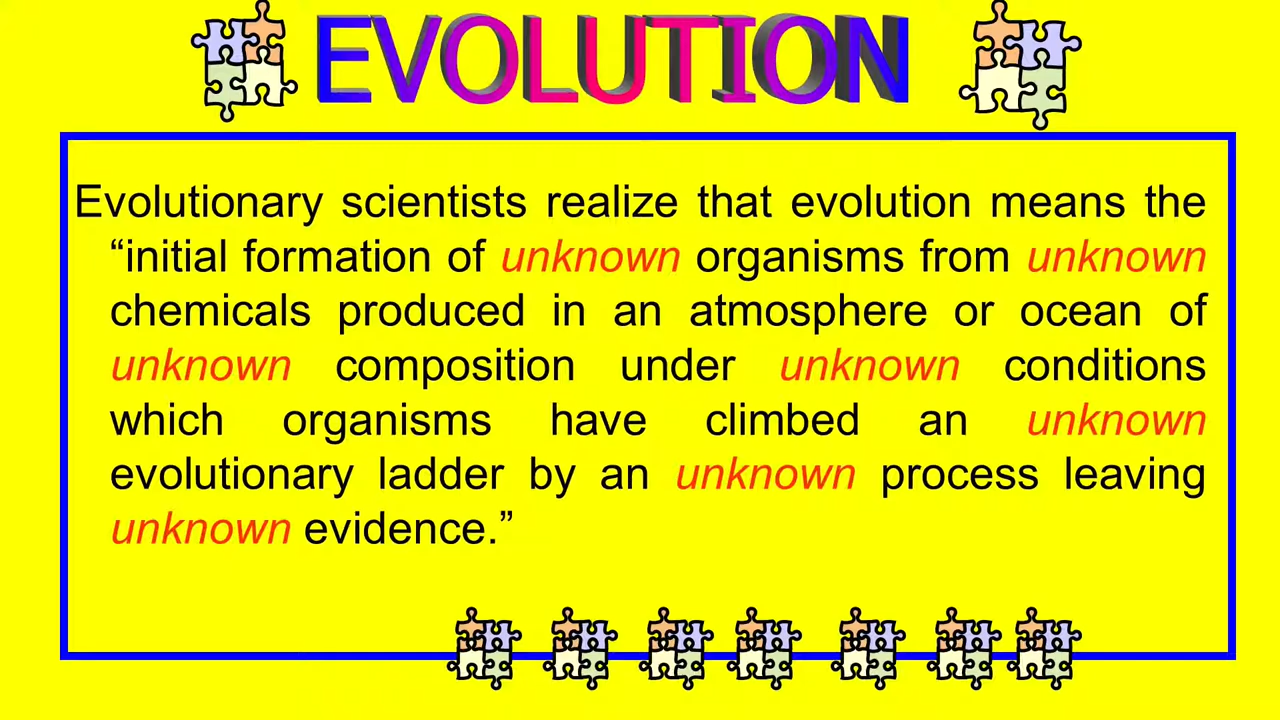 EVOLUTION
Evolutionary scientists realize that evolution means the
“initial formation of unknown organisms from unknown
chemicals produced in an atmosphere or ocean of
unknown composition under unknown conditions
which organisms have climbed an unknown
evolutionary ladder by an unknown process leaving
unknown evidence.”